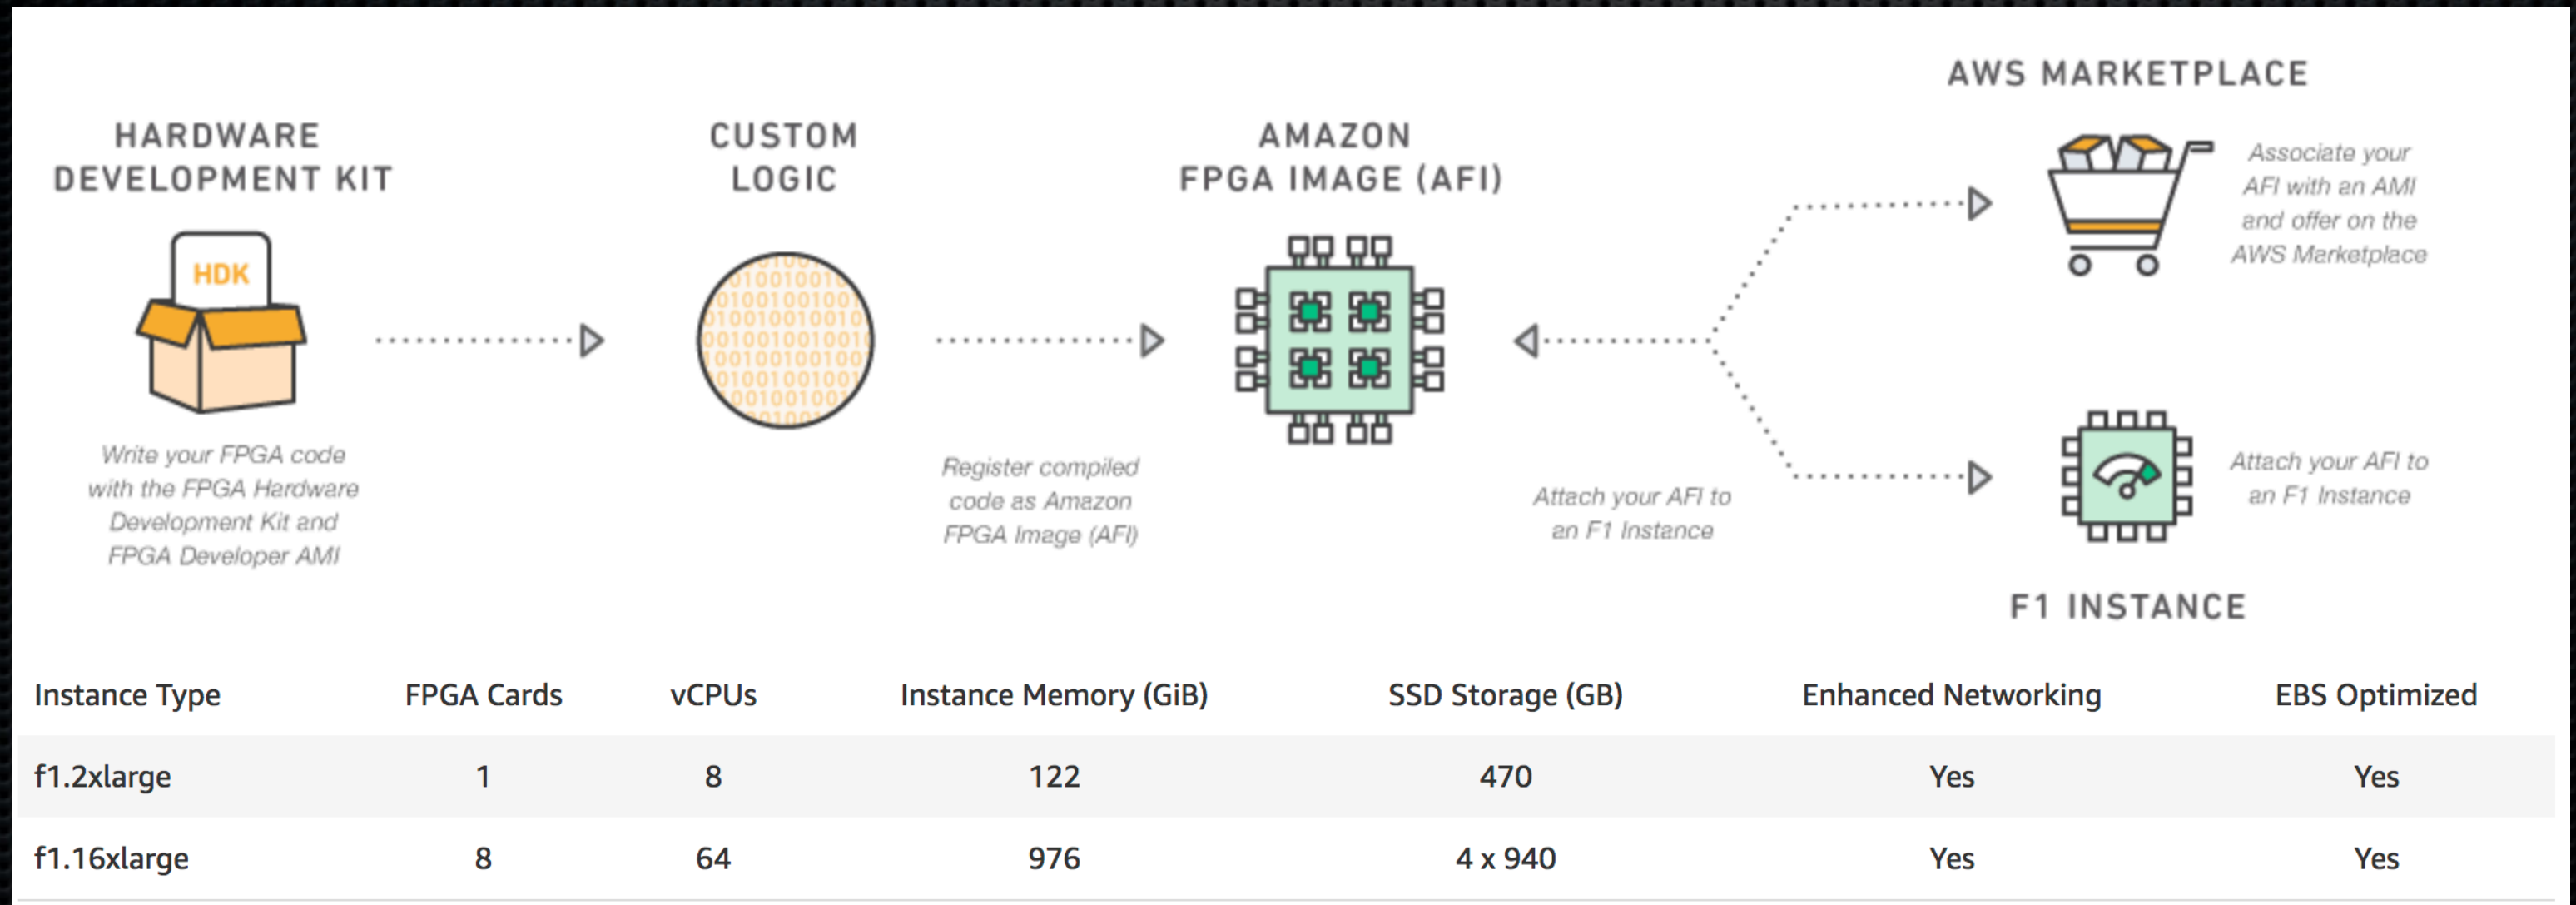 HARDWARE
DEVELOPMENT KIT
HDK
Write your FPGA code
with the FPGA Hardware
Development Kit and
FPGA Developer AMI
CUSTOM
LOGIC
Register compiled
code as Amazon
FPGA Image (AFI)
AMAZON
FPGA IMAGE (AFI)
Attach your AFI to
an F1 Instance
AWS MARKETPLACE
Associate your
AFI with an AMI
and offer on the
AWS Marketplace
Attach your AFI to
an F1 Instance
F1 INSTANCE
Instance Type FPGA Cards vCPUs Instance Memory (GiB) SSD Storage (GB) Enhanced Networking EBS Optimized
f1.2xlarge 1 8 122 470 Yes Yes
f1.16xlarge 8 64 976 4 x 940 Yes Yes